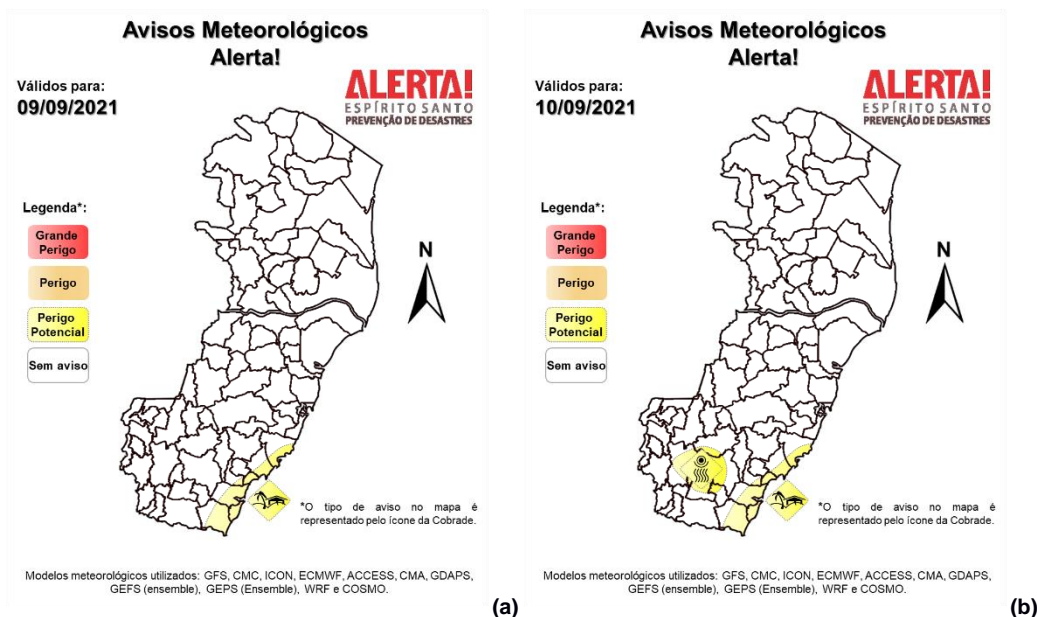 Avisos Meteorológicos
Alerta!
Válidos para:
09/09/2021
ALERTA!
ESPÍRITO SANTO
PREVENÇÃO DE DESASTRES
Legenda*:
Grande
Perigo
Perigo
Perigo
Potencial
Sem aviso
N
*O tipo de aviso no mapa é
representado pelo ícone da Cobrade.
Modelos meteorológicos utilizados: GFS, CMC, ICON, ECMWF, ACCESS, CMA, GDAPS,
GEFS (ensemble), GEPS (Ensemble), WRF e COSMO.
(a)
Avisos Meteorológicos
Alerta!
Válidos para:
10/09/2021
ALERTA!
ESPÍRITO SANTO
PREVENÇÃO DE DESASTRES
Legenda*:
Grande
Perigo
Perigo
Perigo
Potencial
Sem aviso
N
*O tipo de aviso no mapa é
representado pelo ícone da Cobrade.
Modelos meteorológicos utilizados: GFS, CMC, ICON, ECMWF, ACCESS, CMA, GDAPS,
GEFS (ensemble), GEPS (Ensemble), WRF e COSMO.
(b)